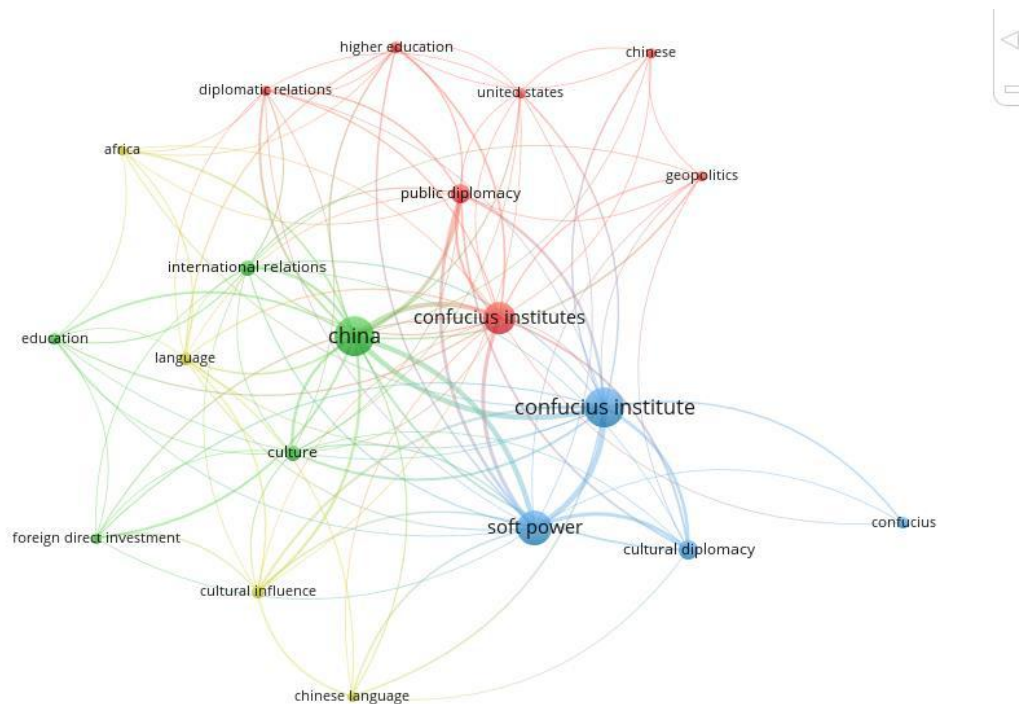 higher education
chinese
diplomatic relations
united states
africa
geopolitics
public diplomacy
international relations
confucius institutes
china
education
language
confucius institute
culture
confucius
soft power
foreign direct investment
cultural diplomacy
cultural influence
chinese language